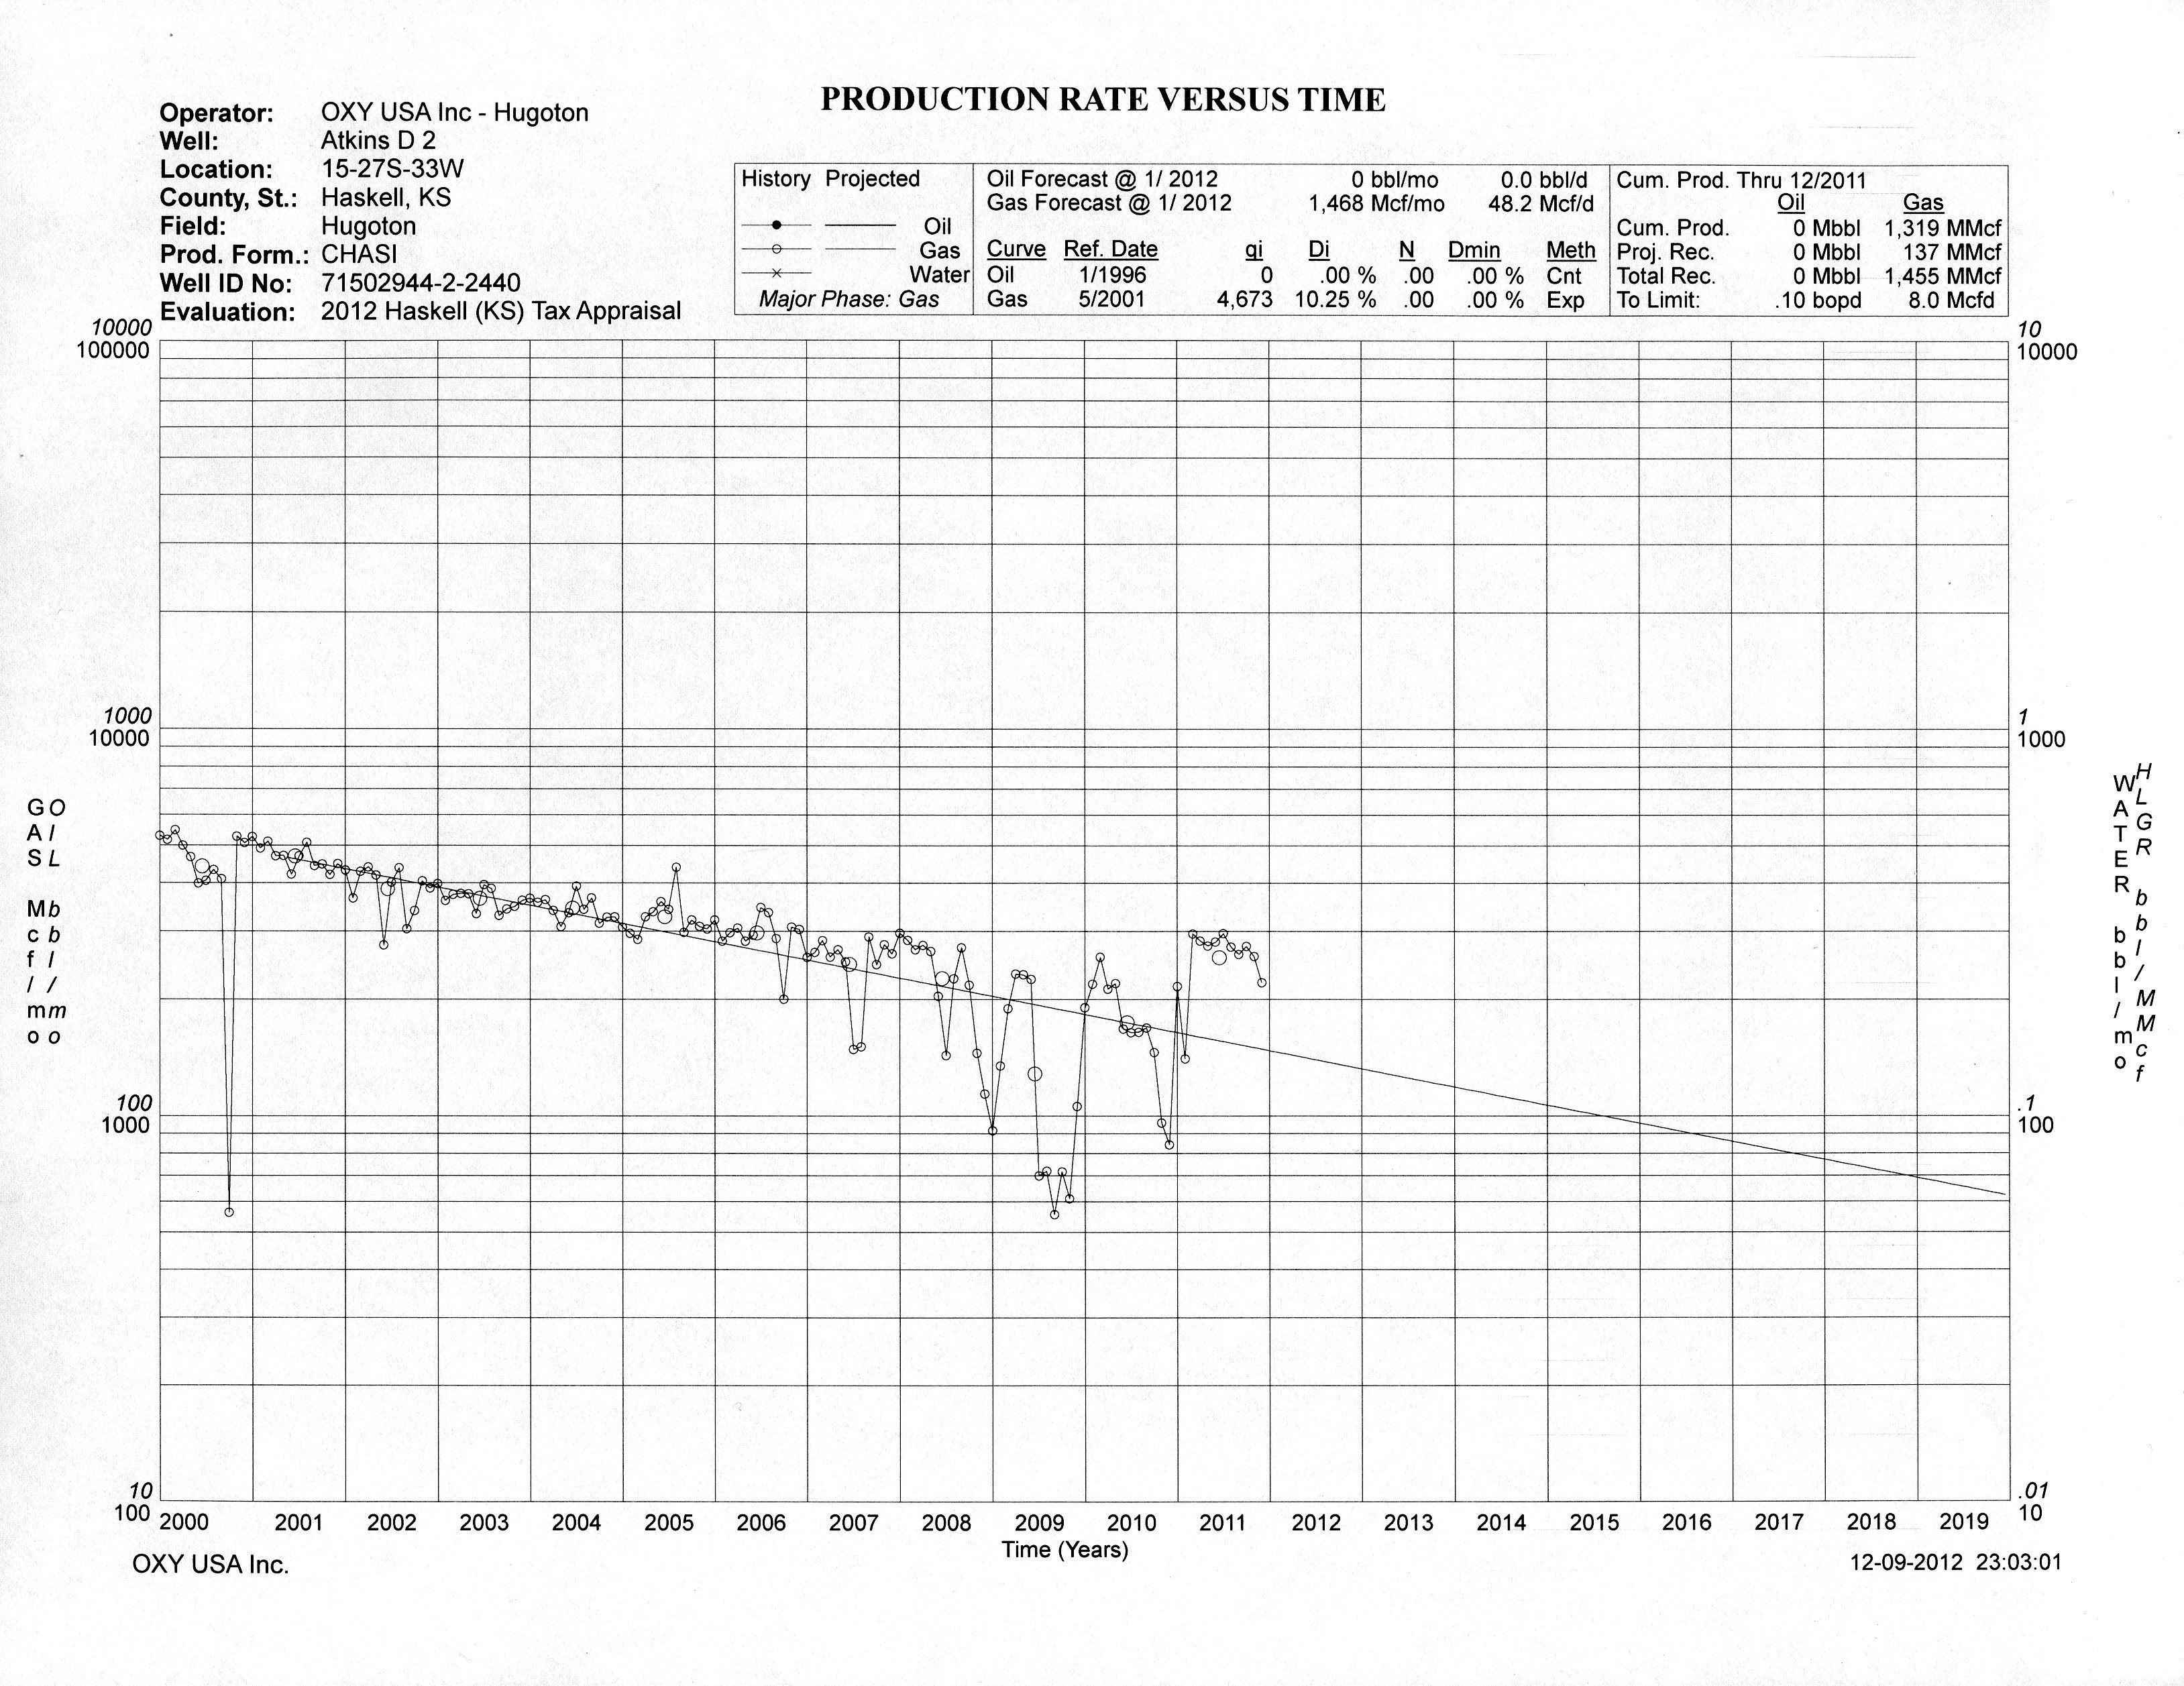 PRODUCTION RATE VERSUS TIME
Operator: OXY USA Inc - Hugoton
Well: Atkins D 2
Location: 15-27S-33W
County, St.: Haskell, KS
Field: Hugoton
Prod. Form.: CHASI
Well ID No: 71502944-2-2440
Evaluation: 2012 Haskell (KS) Tax Appraisal
History Projected
Oil
Gas
Water
Major Phase: Gas
Oil Forecast @ 1/ 2012 0 bbl/mo 0.0 bbl/d
Gas Forecast @ 1/ 2012 1,468 Mcf/mo 48.2 Mcf/d
Curve Ref. Date qi Di N Dmin Meth
Oil 1/1996 0 .00 % .00 .00 % Cnt
Gas 5/2001 4,673 10.25 % .00 .00 % Exp
Cum. Prod. Thru 12/2011
Oil Gas
Cum. Prod. 0 Mbbl 1,319 MMcf
Proj. Rec. 0 Mbbl 137 MMcf
Total Rec. 0 Mbbl 1,455 MMcf
To Limit: .10 bopd 8.0 Mcfd
10000
100000
1000
10000
100
1000
10
100
GAS Mcf/mo
OIL bbl/mo
10
10000
1
1000
.1
100
.01
10
WATER bbl/mo
HLGR bbl/MMcf
2000 2001 2002 2003 2004 2005 2006 2007 2008 2009 2010 2011 2012 2013 2014 2015 2016 2017 2018 2019
Time (Years)
OXY USA Inc.
12-09-2012 23:03:01